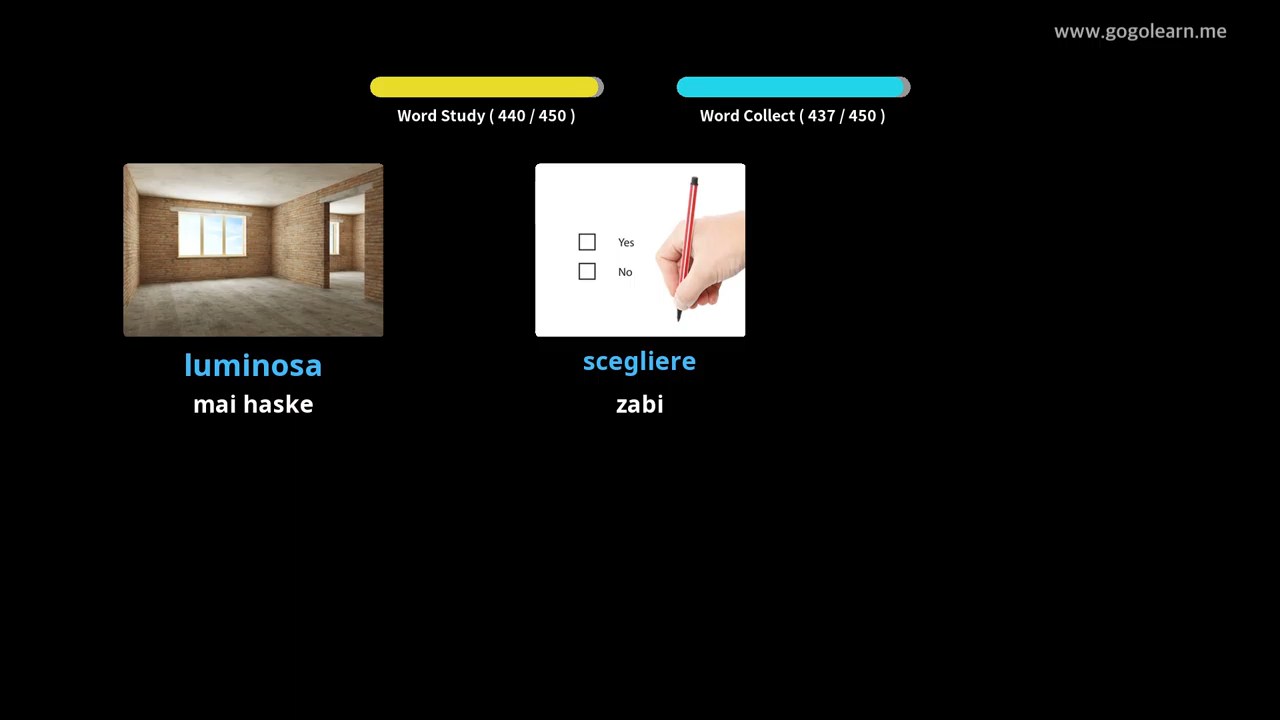 www.gogolearn.me
Word Study ( 440 / 450 )
Word Collect ( 437 / 450 )
Yes
No
luminosa
mai haske
scegliere
zabi